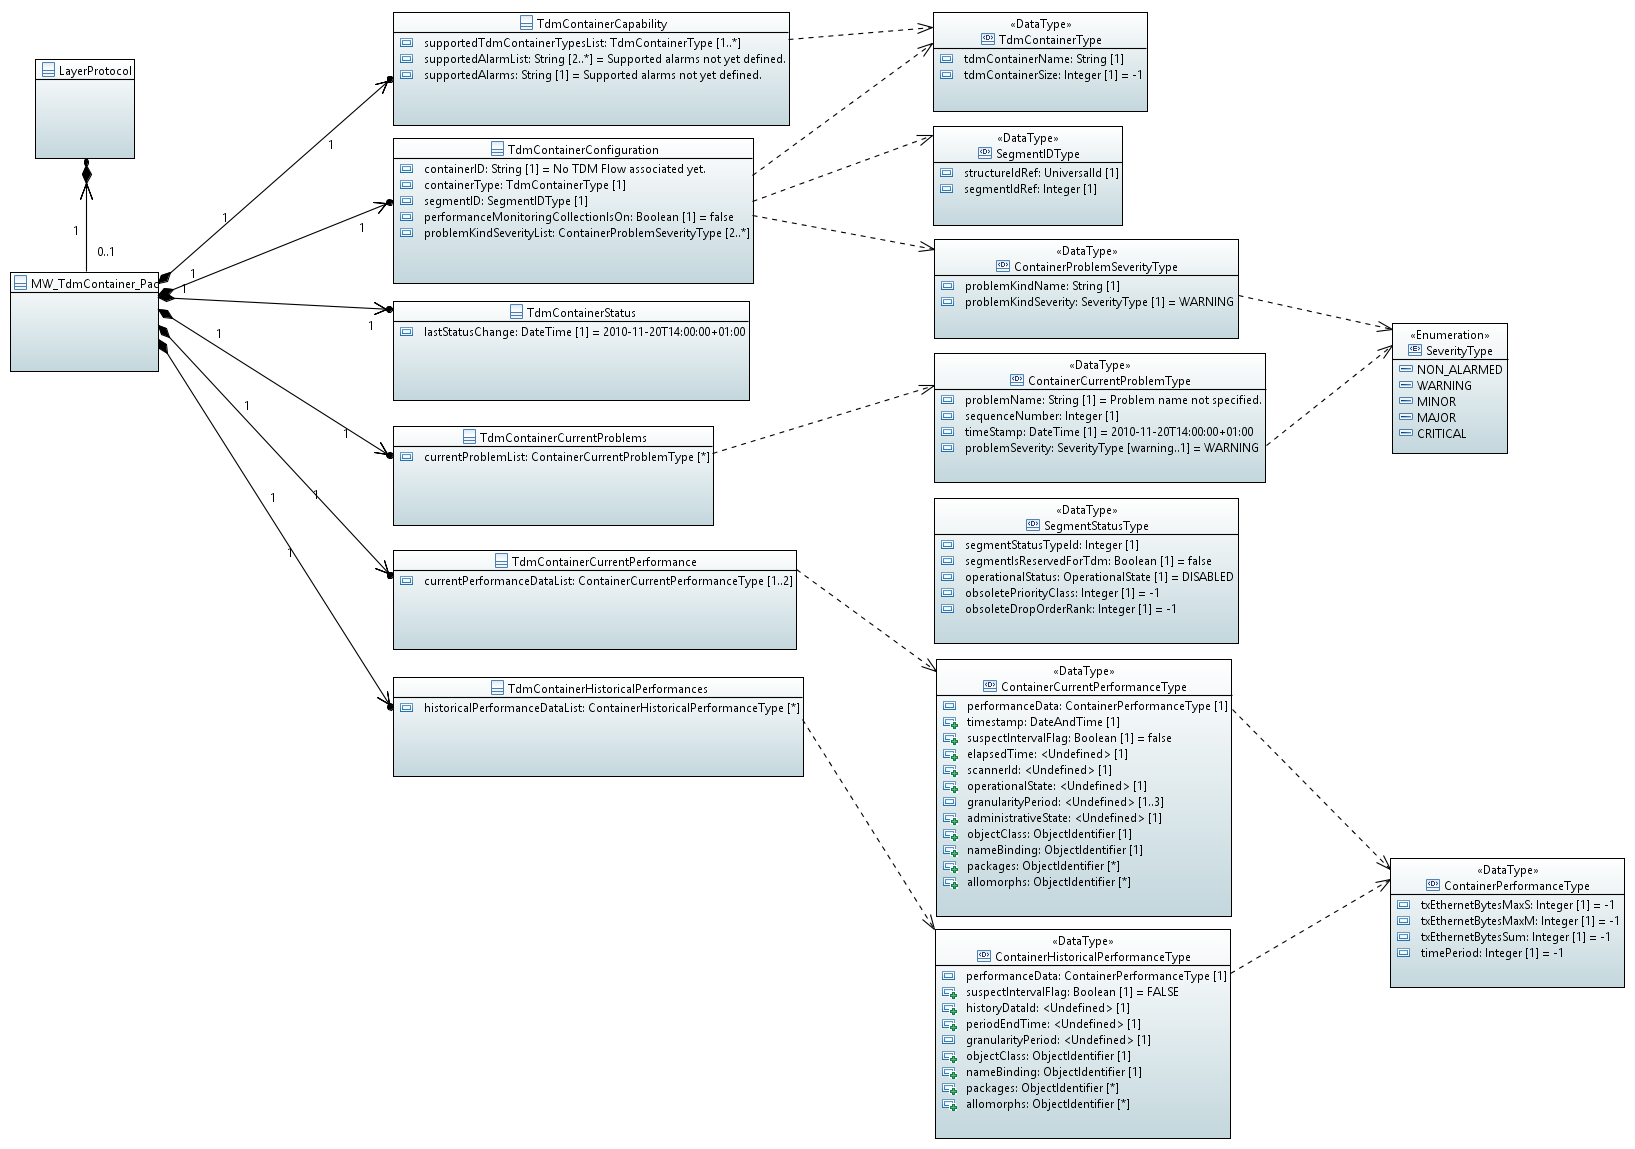 LayerProtocol
1
0..1
MW_TdmContainer_Pac
1
1
1
1
1
1
1
1
1
1
1
1
TdmContainerCapability
supportedTdmContainerTypesList: TdmContainerType [1..*]
supportedAlarmList: String [2..*] = Supported alarms not yet defined.
supportedAlarms: String [1] = Supported alarms not yet defined.
TdmContainerConfiguration
containerID: String [1] = No TDM Flow associated yet.
containerType: TdmContainerType [1]
segmentID: SegmentIDType [1]
performanceMonitoringCollectionIsOn: Boolean [1] = false
problemKindSeverityList: ContainerProblemSeverityType [2..*]
TdmContainerStatus
lastStatusChange: DateTime [1] = 2010-11-20T14:00:00+01:00
TdmContainerCurrentProblems
currentProblemList: ContainerCurrentProblemType [*]
TdmContainerCurrentPerformance
currentPerformanceDataList: ContainerCurrentPerformanceType [1..2]
TdmContainerHistoricalPerformances
historicalPerformanceDataList: ContainerHistoricalPerformanceType [*]
«DataType»
TdmContainerType
tdmContainerName: String [1]
tdmContainerSize: Integer [1] = -1
«DataType»
SegmentIDType
structureIdRef: UniversalId [1]
segmentIdRef: Integer [1]
«DataType»
ContainerProblemSeverityType
problemKindName: String [1]
problemKindSeverity: SeverityType [1] = WARNING
«DataType»
ContainerCurrentProblemType
problemName: String [1] = Problem name not specified.
sequenceNumber: Integer [1]
timeStamp: DateTime [1] = 2010-11-20T14:00:00+01:00
problemSeverity: SeverityType [warning..1] = WARNING
«DataType»
SegmentStatusType
segmentStatusTypeId: Integer [1]
segmentIsReservedForTdm: Boolean [1] = false
operationalStatus: OperationalState [1] = DISABLED
obsoletePriorityClass: Integer [1] = -1
obsoleteDropOrderRank: Integer [1] = -1
«DataType»
ContainerCurrentPerformanceType
performanceData: ContainerPerformanceType [1]
timestamp: DateAndTime [1]
suspectIntervalFlag: Boolean [1] = false
elapsedTime: <Undefined> [1]
scannerId: <Undefined> [1]
operationalState: <Undefined> [1]
granularityPeriod: <Undefined> [1..3]
administrativeState: <Undefined> [1]
objectClass: ObjectIdentifier [1]
nameBinding: ObjectIdentifier [1]
packages: ObjectIdentifier [*]
allomorphs: ObjectIdentifier [*]
«DataType»
ContainerHistoricalPerformanceType
performanceData: ContainerPerformanceType [1]
suspectIntervalFlag: Boolean [1] = FALSE
historyDataId: <Undefined> [1]
periodEndTime: <Undefined> [1]
granularityPeriod: <Undefined> [1]
objectClass: ObjectIdentifier [1]
nameBinding: ObjectIdentifier [1]
packages: ObjectIdentifier [*]
allomorphs: ObjectIdentifier [*]
«Enumeration»
SeverityType
NON_ALARMED
WARNING
MINOR
MAJOR
CRITICAL
«DataType»
ContainerPerformanceType
txEthernetBytesMaxS: Integer [1] = -1
txEthernetBytesMaxM: Integer [1] = -1
txEthernetBytesSum: Integer [1] = -1
timePeriod: Integer [1] = -1